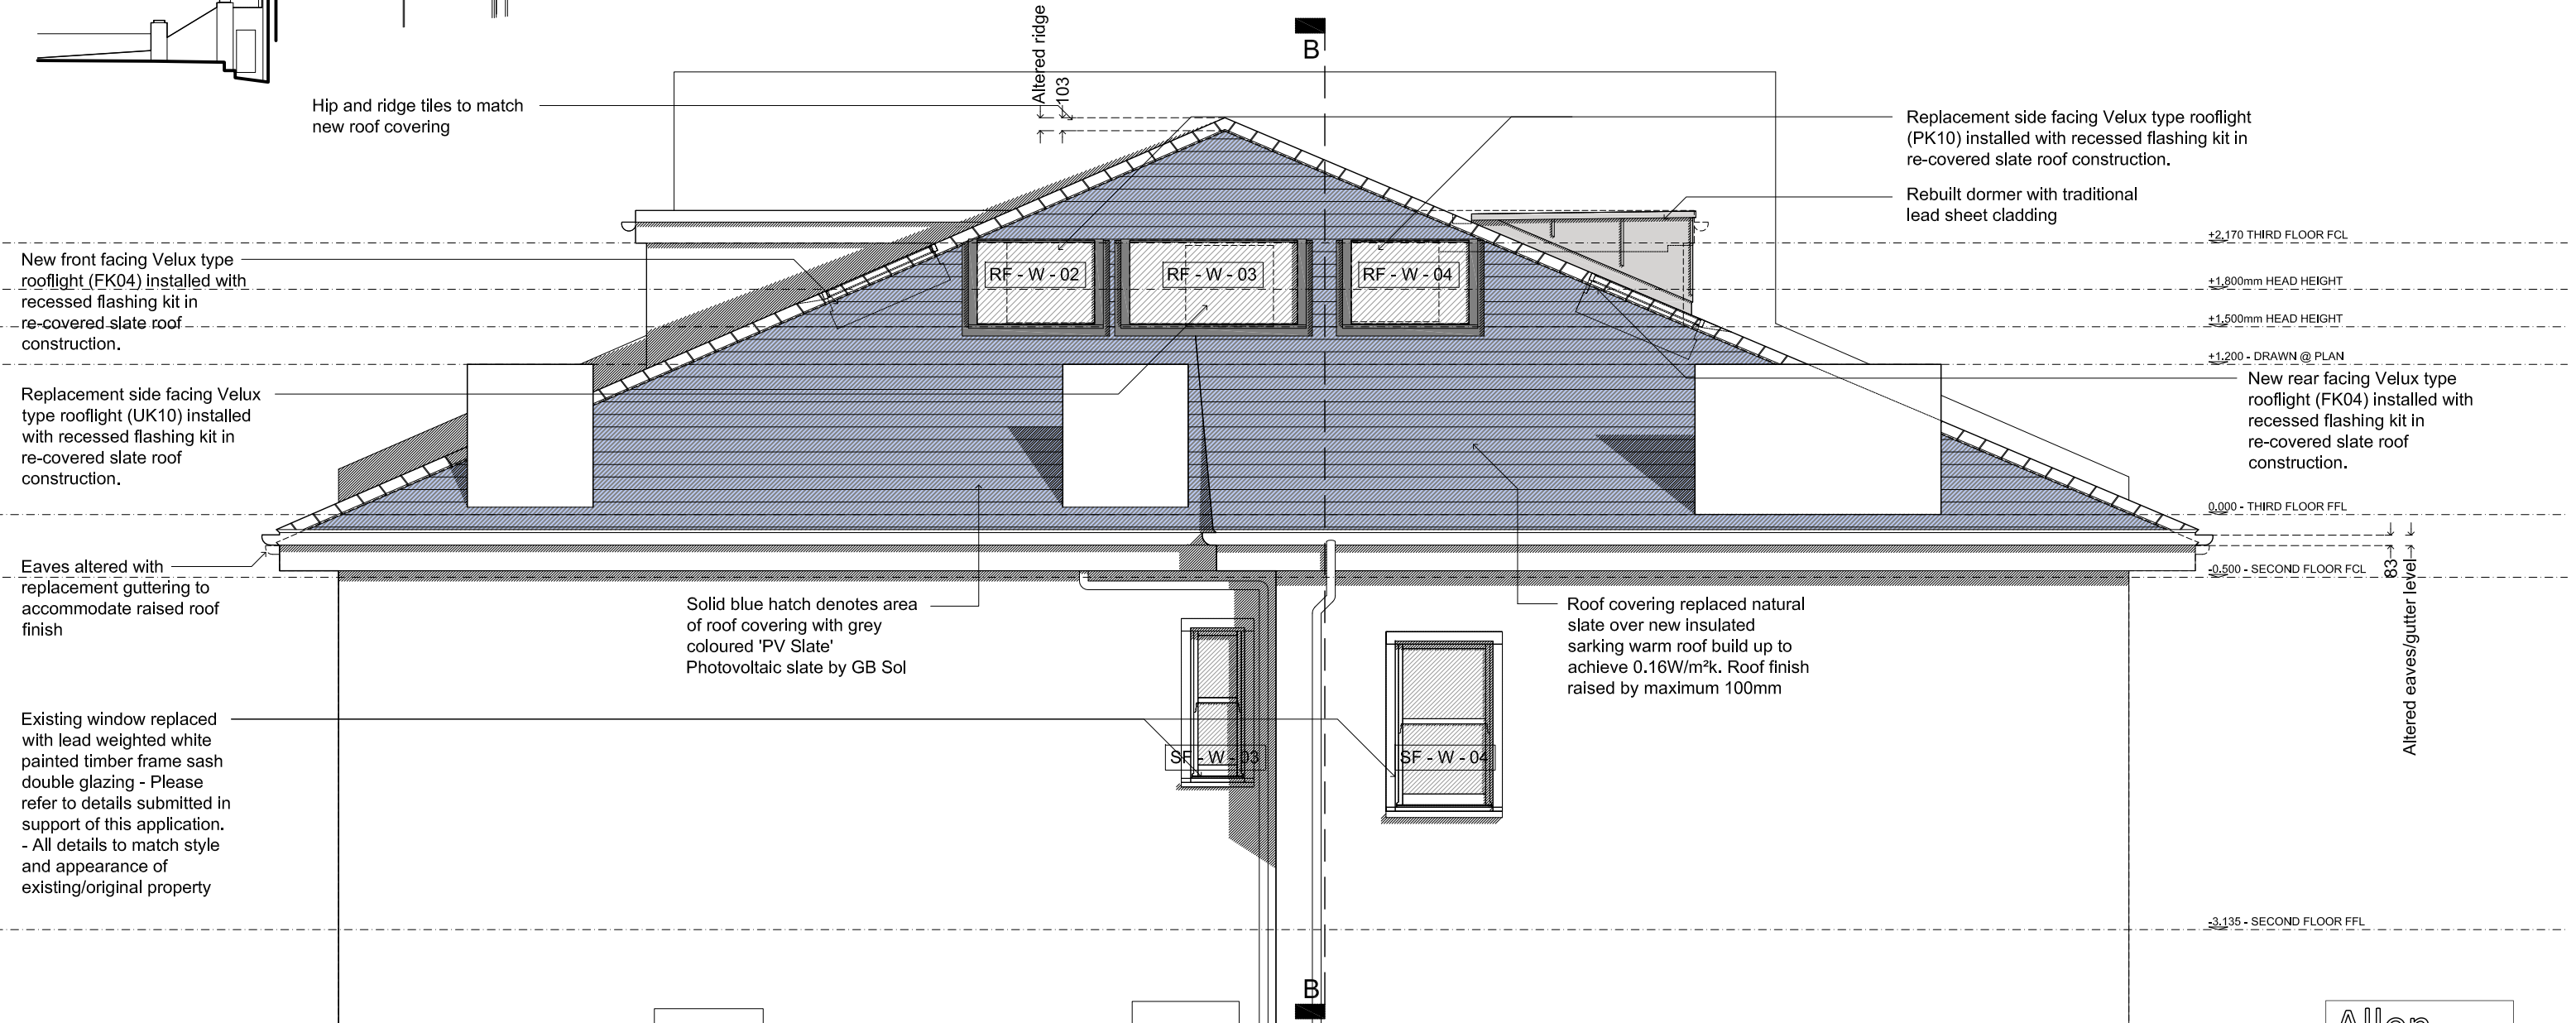 Altered ridge
103
B
Hip and ridge tiles to match
new roof covering
Replacement side facing Velux type rooflight
(PK10) installed with recessed flashing kit in
re-covered slate roof construction.
Rebuilt dormer with traditional
lead sheet cladding
New front facing Velux type
rooflight (FK04) installed with
recessed flashing kit in
re-covered slate roof
construction.
RF - W - 02
RF - W - 03
RF - W - 04
+2,170 THIRD FLOOR FCL
+1,800mm HEAD HEIGHT
+1,500mm HEAD HEIGHT
+1,200 - DRAWN @ PLAN
Replacement side facing Velux
type rooflight (UK10) installed
with recessed flashing kit in
re-covered slate roof
construction.
New rear facing Velux type
rooflight (FK04) installed with
recessed flashing kit in
re-covered slate roof
construction.
0,000 - THIRD FLOOR FFL
Eaves altered with
replacement guttering to
accommodate raised roof
finish
-0,500 - SECOND FLOOR FCL
83
Altered eaves/gutter level
Solid blue hatch denotes area
of roof covering with grey
coloured 'PV Slate'
Photovoltaic slate by GB Sol
Roof covering replaced natural
slate over new insulated
sarking warm roof build up to
achieve 0.16W/m²k. Roof finish
raised by maximum 100mm
Existing window replaced
with lead weighted white
painted timber frame sash
double glazing - Please
refer to details submitted in
support of this application.
- All details to match style
and appearance of
existing/original property
SF - W - 03
SF - W - 04
-3,135 - SECOND FLOOR FFL
B